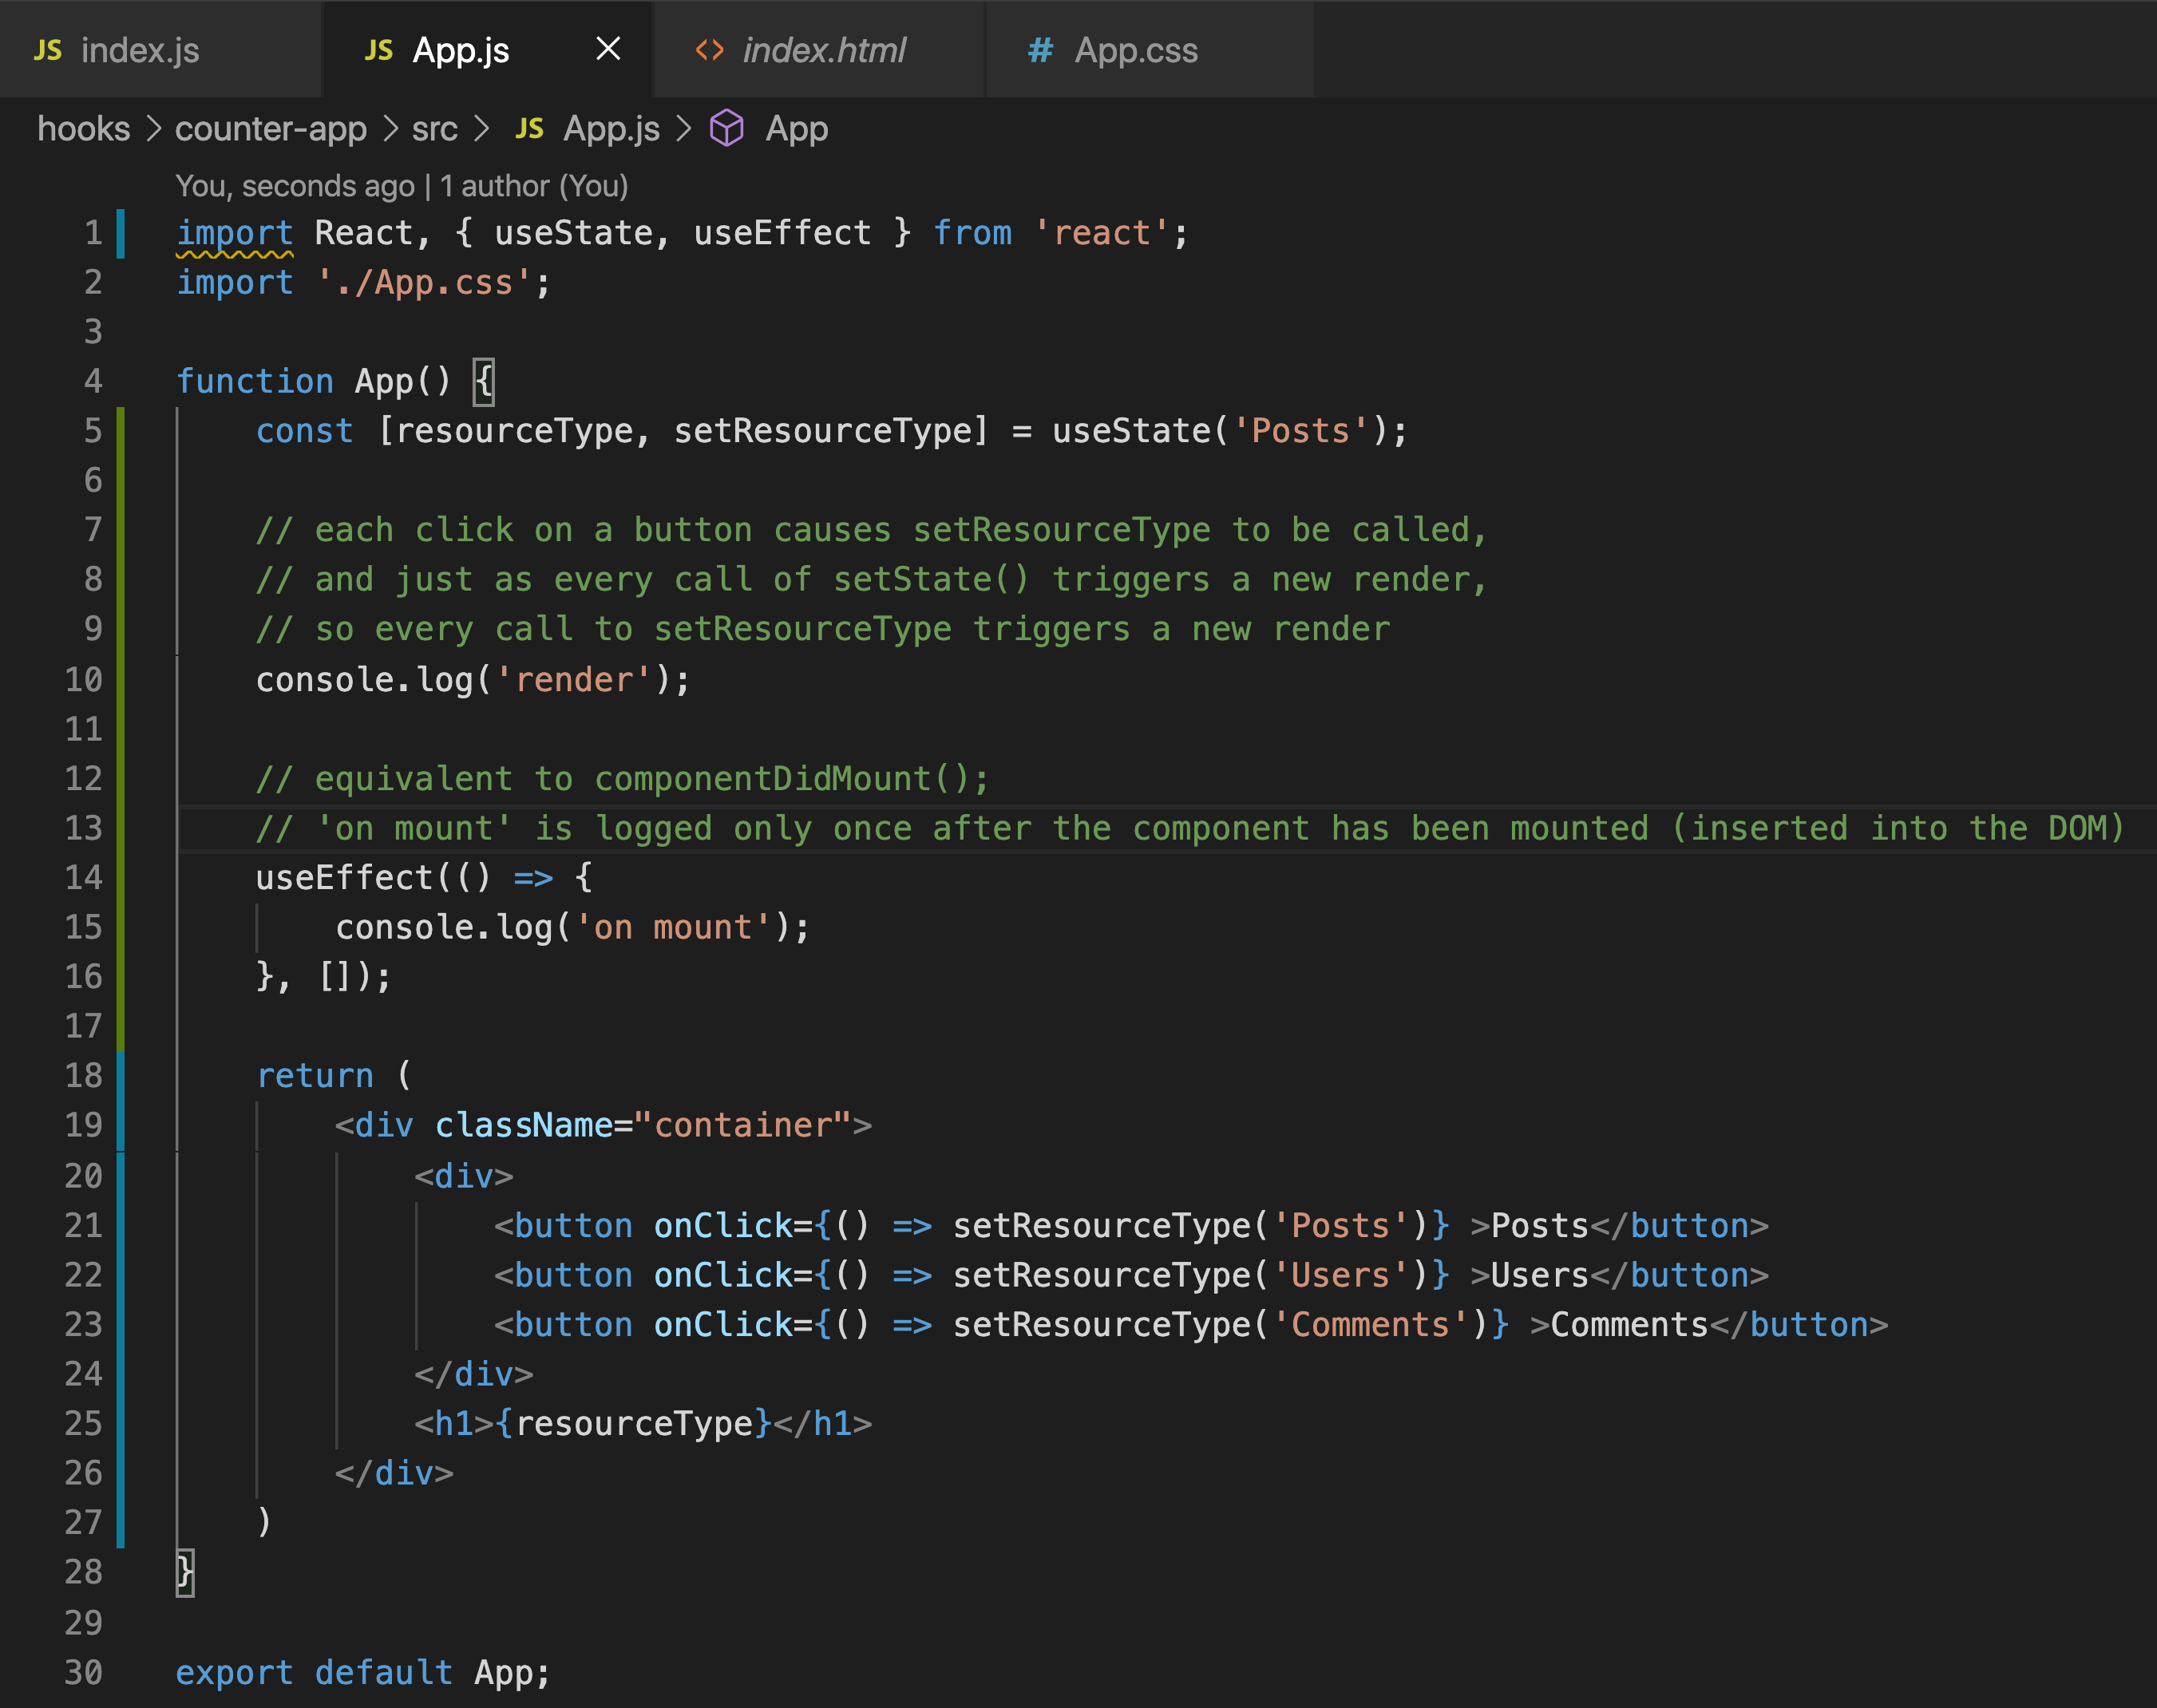 JS index.js JS App.js <> index.html # App.css
hooks > counter-app > src > JS App.js > App
You, seconds ago | 1 author (You)
1 import React, { useState, useEffect } from 'react';
2 import './App.css';
3
4 function App() {
5     const [resourceType, setResourceType] = useState('Posts');
6
7     // each click on a button causes setResourceType to be called,
8     // and just as every call of setState() triggers a new render,
9     // so every call to setResourceType triggers a new render
10     console.log('render');
11
12     // equivalent to componentDidMount();
13     // 'on mount' is logged only once after the component has been mounted (inserted into the DOM)
14     useEffect(() => {
15         console.log('on mount');
16     }, []);
17
18     return (
19         <div className="container">
20             <div>
21                 <button onClick={() => setResourceType('Posts')} >Posts</button>
22                 <button onClick={() => setResourceType('Users')} >Users</button>
23                 <button onClick={() => setResourceType('Comments')} >Comments</button>
24             </div>
25             <h1>{resourceType}</h1>
26         </div>
27     )
28 }
29
30 export default App;